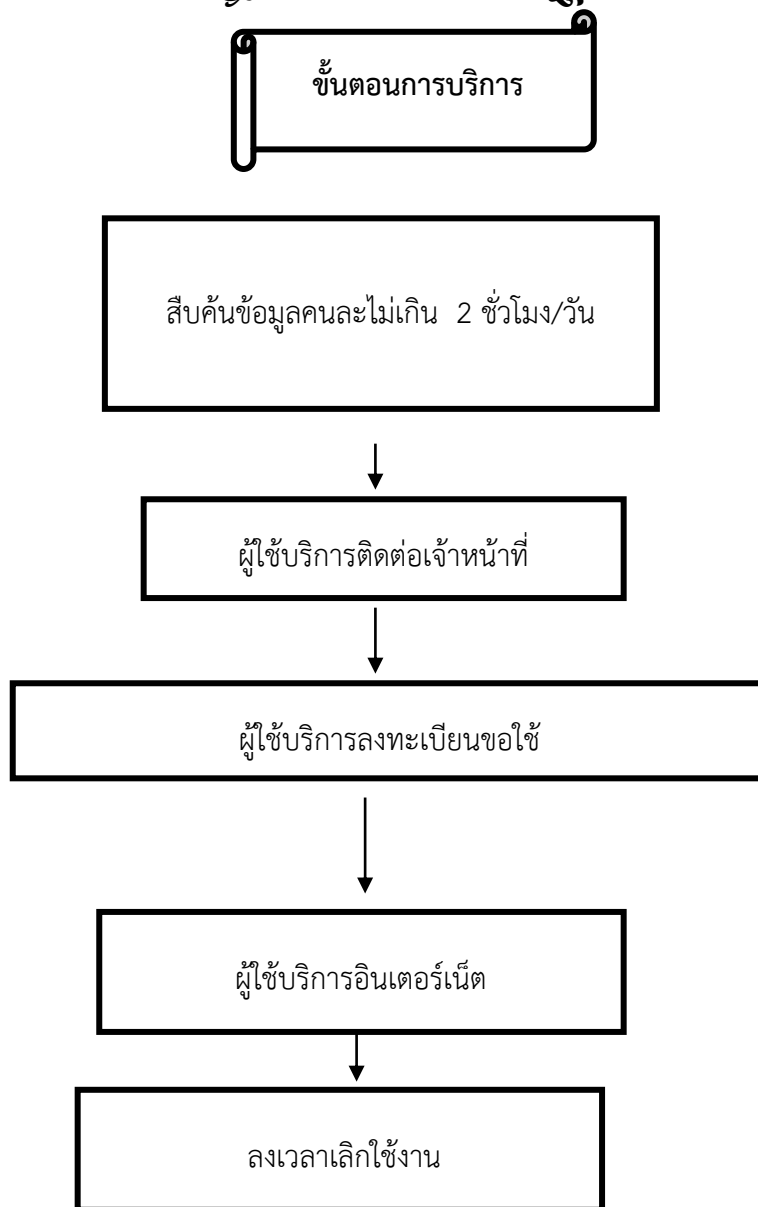 ขั้นตอนการบริการ
สืบค้นข้อมูลคนละไม่เกิน 2 ชั่วโมง/วัน
ผู้ใช้บริการติดต่อเจ้าหน้าที่
ผู้ใช้บริการลงทะเบียนขอใช้
ผู้ใช้บริการอินเตอร์เน็ต
ลงเวลาเลิกใช้งาน